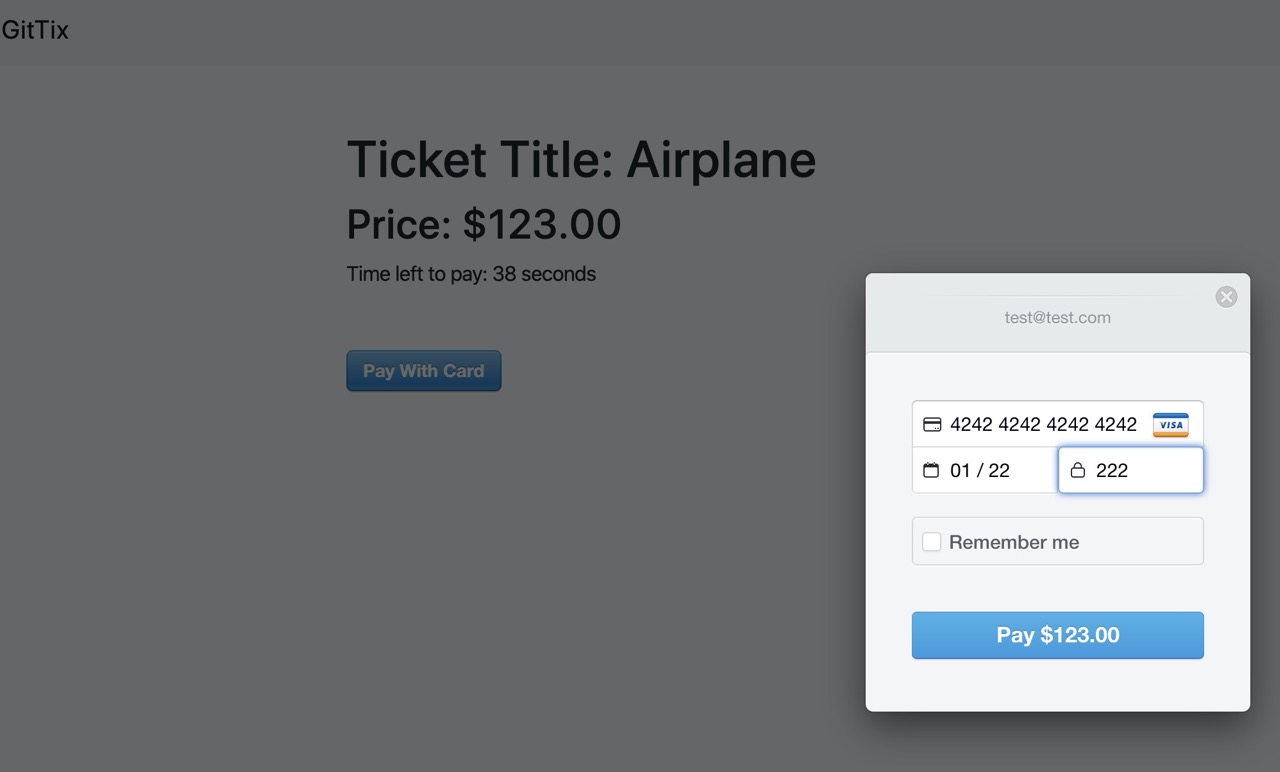 GitTix
Ticket Title: Airplane
Price: $123.00
Time left to pay: 38 seconds
Pay With Card
test@test.com
4242 4242 4242 4242 VISA
01 / 22 222
Remember me
Pay $123.00